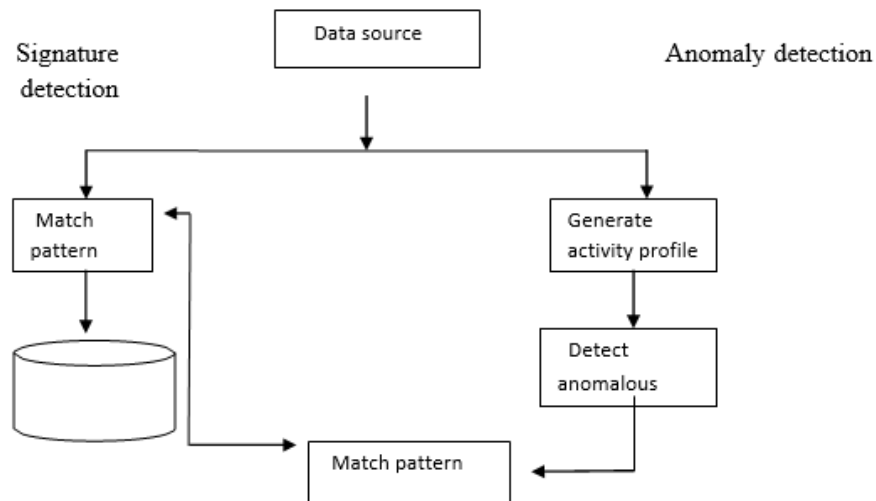 Data source
Signature
detection
Anomaly detection
Match
pattern
Generate
activity profile
Detect
anomalous
Match pattern